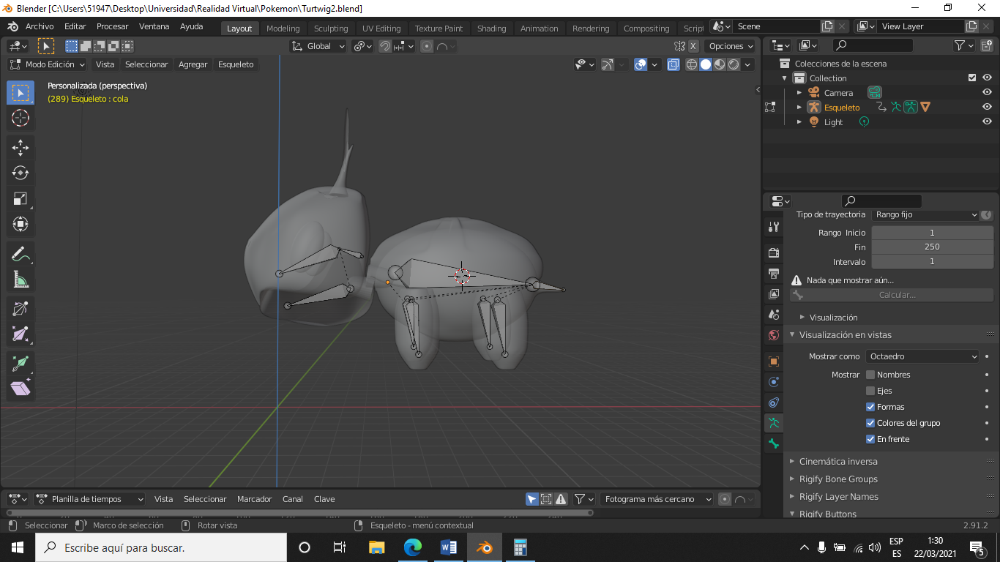 Blender [C:\Users\51947\Desktop\Universidad\Realidad Virtual\Pokemon\Turtwig2.blend]
Archivo Editar Procesar Ventana Ayuda Layout Modeling Sculpting UV Editing Texture Paint Shading Animation Rendering Compositing Script Scene View Layer
Global Opciones
X
Modo Edición Vista Seleccionar Agregar Esqueleto
Personalizada (perspectiva)
(289) Esqueleto : cola
Colecciones de la escena
Collection
Camera
Esqueleto
Light
Tipo de trayectoria Rango fijo
Rango Inicio 1
Fin 250
Intervalo 1
Nada que mostrar aún...
Calcular...
Visualización
Visualización en vistas
Mostrar como Octaedro
Mostrar Nombres
Ejes
Formas
Colores del grupo
En frente
Cinemática inversa
Rigify Bone Groups
Rigify Layer Names
Rigify Buttons
Planilla de tiempos Vista Seleccionar Marcador Canal Clave Fotograma más cercano
Seleccionar Marco de selección Rotar vista Esqueleto - menú contextual 2.91.2
Escribe aquí para buscar.
ESP
ES
1:30
22/03/2021
5